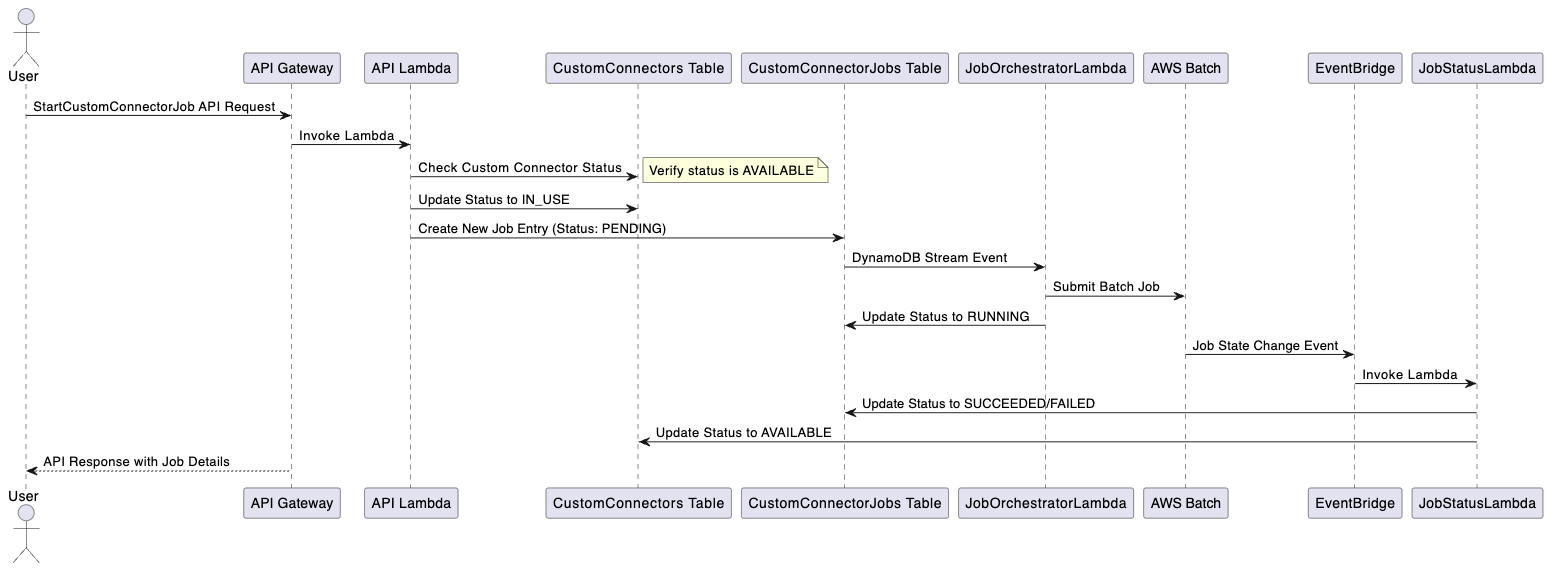 User
API Gateway
API Lambda
CustomConnectors Table
CustomConnectorJobs Table
JobOrchestratorLambda
AWS Batch
EventBridge
JobStatusLambda
StartCustomConnectorJob API Request
Invoke Lambda
Check Custom Connector Status
Verify status is AVAILABLE
Update Status to IN_USE
Create New Job Entry (Status: PENDING)
DynamoDB Stream Event
Submit Batch Job
Update Status to RUNNING
Job State Change Event
Invoke Lambda
Update Status to SUCCEEDED/FAILED
Update Status to AVAILABLE
API Response with Job Details
User
API Gateway
API Lambda
CustomConnectors Table
CustomConnectorJobs Table
JobOrchestratorLambda
AWS Batch
EventBridge
JobStatusLambda